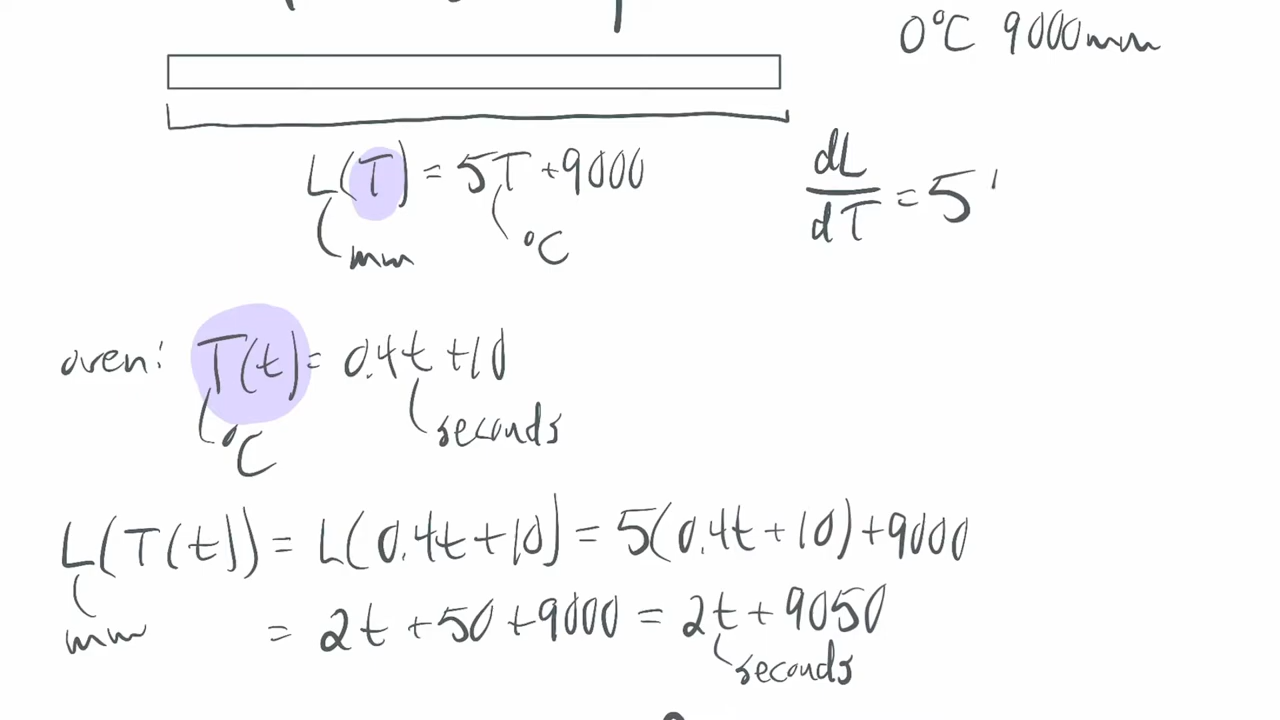 0°C 9000mm
L(T) = 5T +9000
mm
°C
dL/dT = 5
oven: T(t) = 0.4t +10
°C
seconds
L(T(t)) = L(0.4t+10) = 5(0.4t+10)+9000
mm
= 2t +50 +9000 = 2t + 9050
seconds